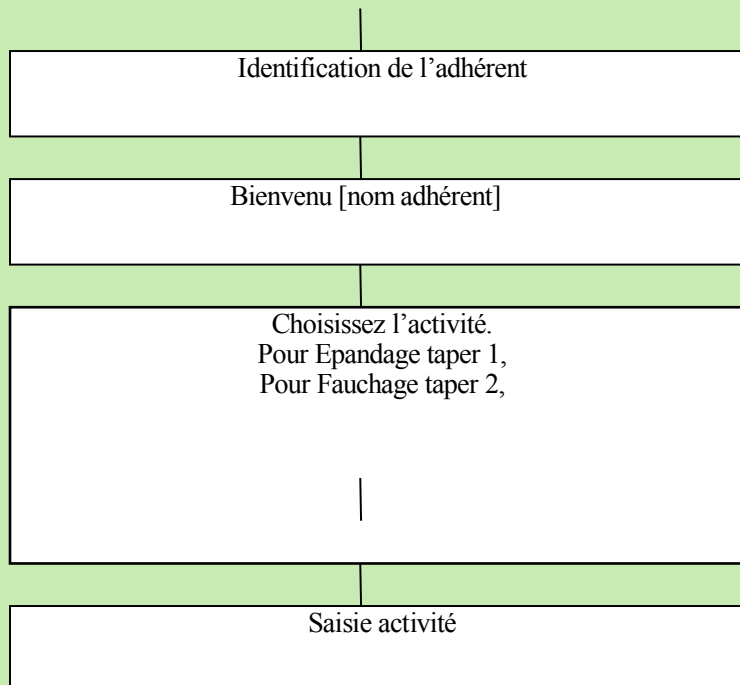 Identification de l’adhérent
Bienvenu [nom adhérent]
Choisissez l’activité.
Pour Epandage taper 1,
Pour Fauchage taper 2,
Saisie activité